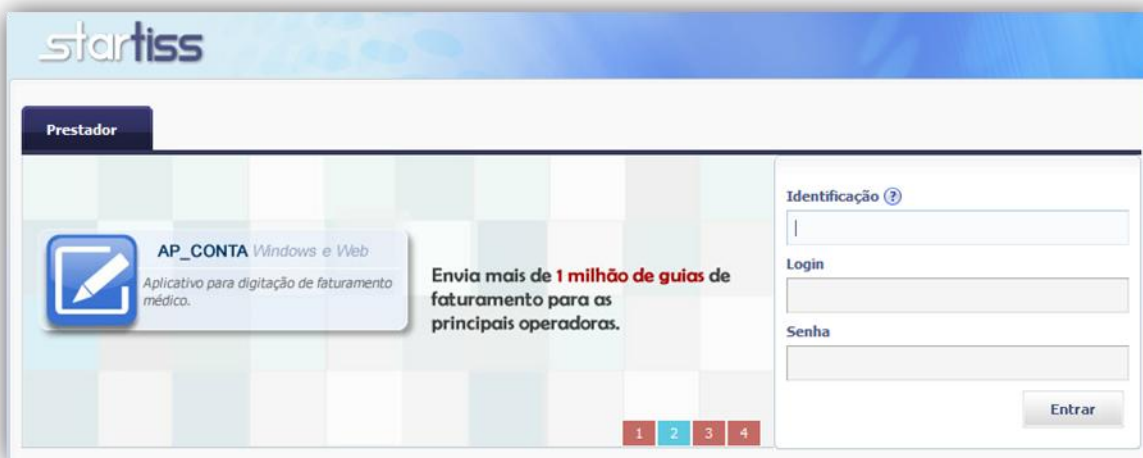 startiss
Prestador
AP_CONTA Windows e Web
Aplicativo para digitação de faturamento
médico.
Envia mais de 1 milhão de guias de
faturamento para as
principais operadoras.
1 2 3 4
Identificação ?
Login
Senha
Entrar